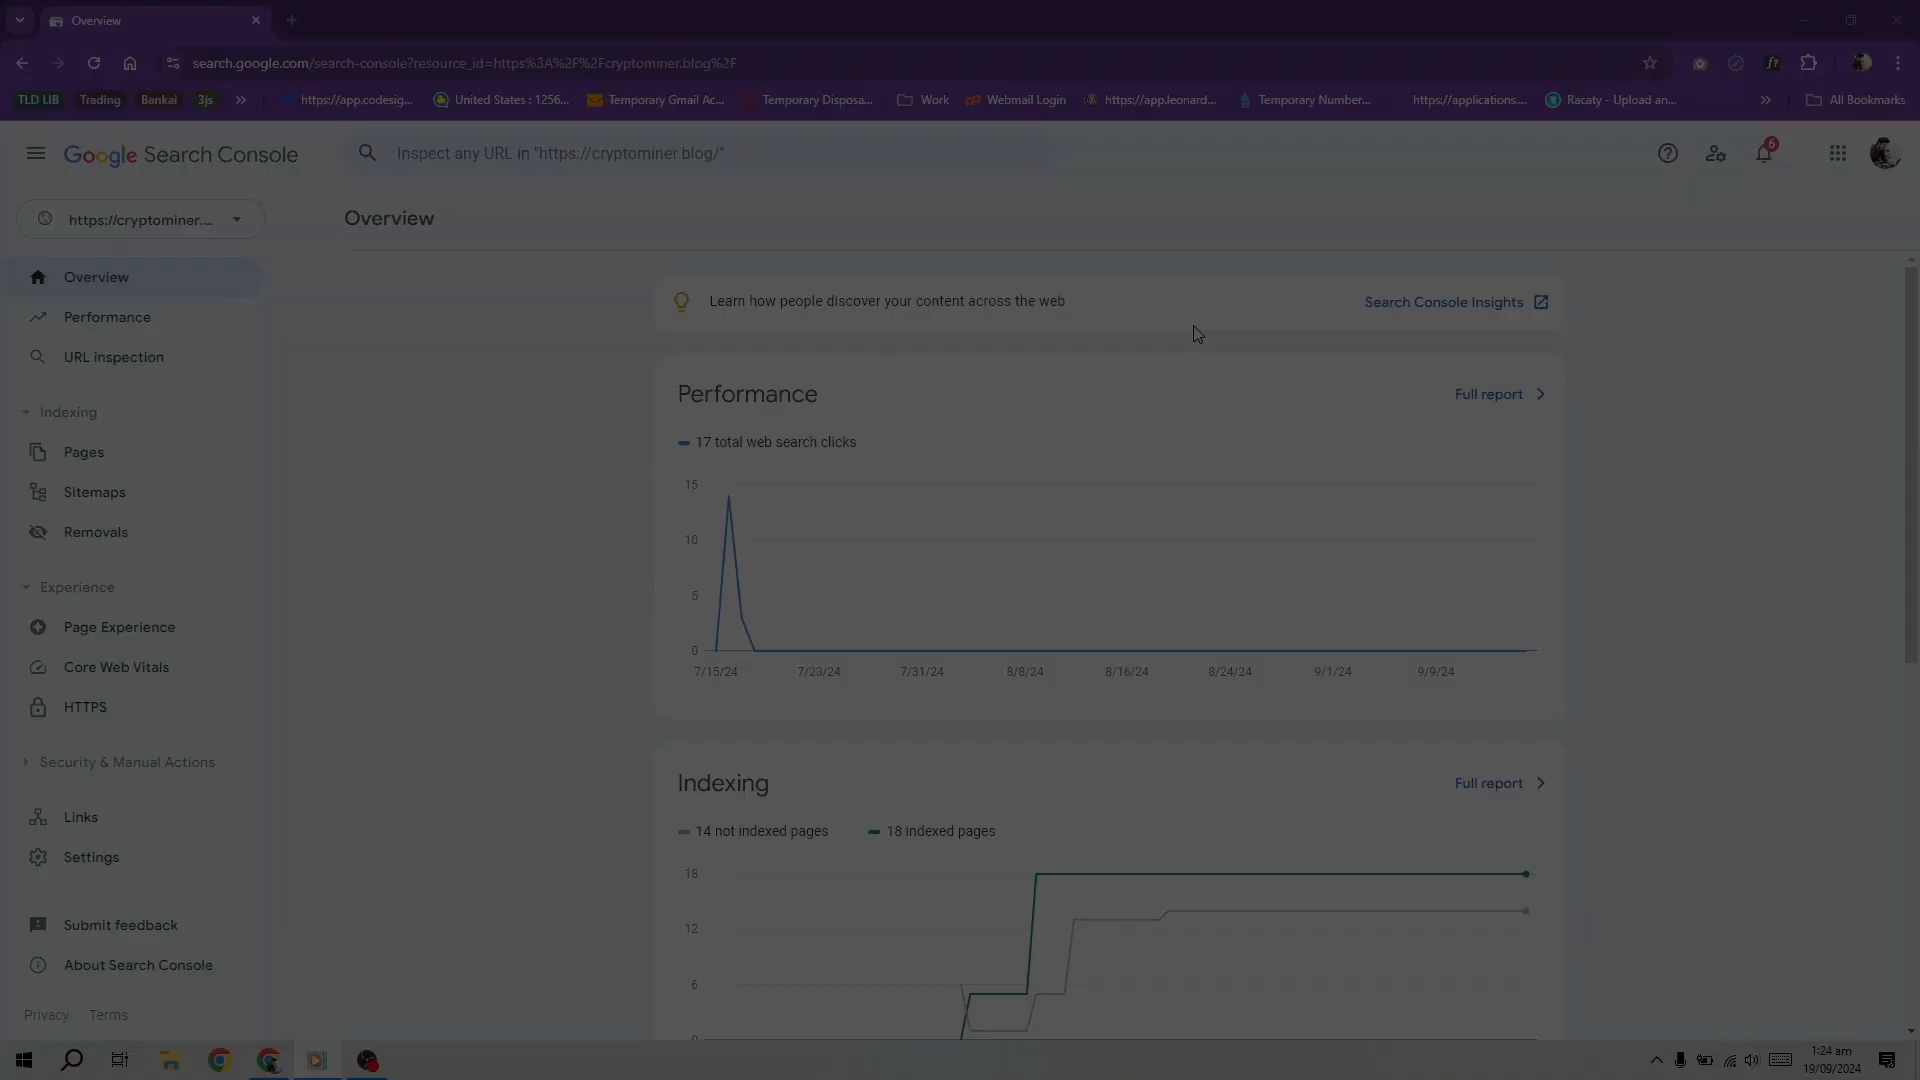 Overview
search.google.com/search-console?resource_id=https%3A%2F%2Fcryptominer.blog%2F
TLD LIB Trading Bankai 3js https://app.codesig... United States : 1256... Temporary Gmail Ac... Temporary Disposa... Work Webmail Login https://app.leonard... Temporary Number... https://applications.... Racaty - Upload an... All Bookmarks
Google Search Console
Inspect any URL in "https://cryptominer.blog/"
6
https://cryptominer....
Overview
Overview
Performance
URL inspection
Indexing
Pages
Sitemaps
Removals
Experience
Page Experience
Core Web Vitals
HTTPS
Security & Manual Actions
Links
Settings
Submit feedback
About Search Console
Privacy Terms
Learn how people discover your content across the web
Search Console Insights
Performance
Full report
17 total web search clicks
15
10
5
0
7/15/24 7/23/24 7/31/24 8/8/24 8/16/24 8/24/24 9/1/24 9/9/24
Indexing
Full report
14 not indexed pages 18 indexed pages
18
12
6
0
1:24 am
19/09/2024